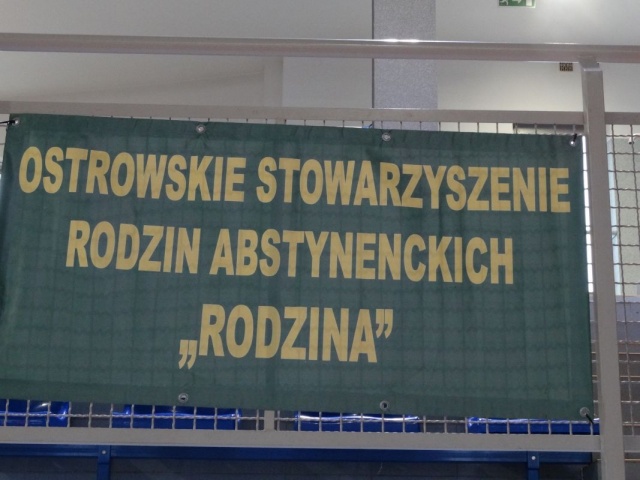 OSTROWSKIE STOWARZYSZENIE
RODZIN ABSTYNENCKICH
„RODZINA”